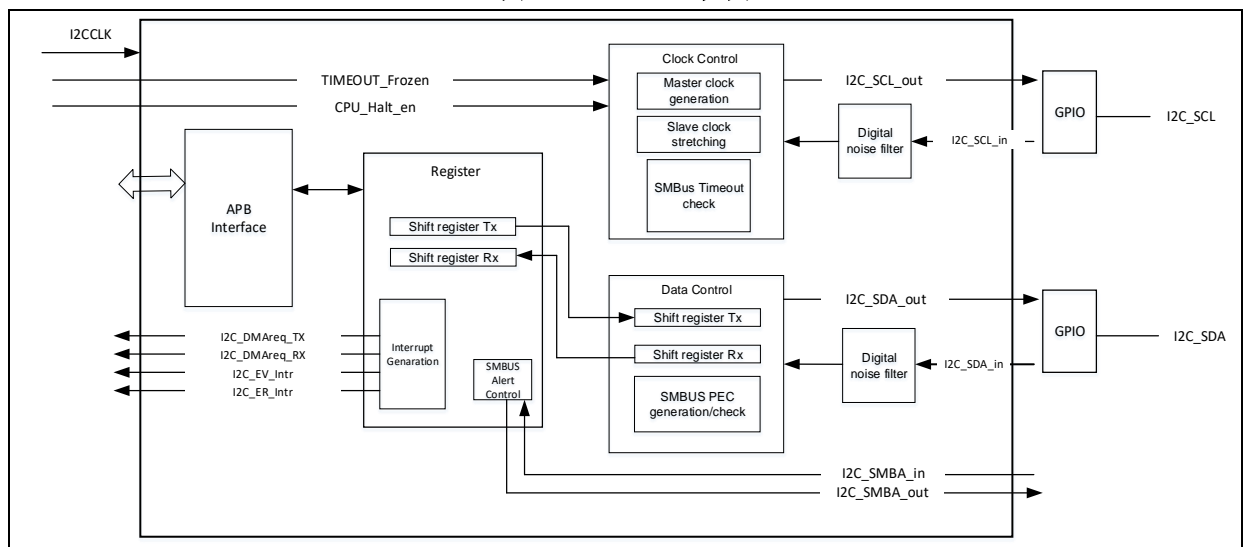 I2CCLK
TIMEOUT_Frozen
CPU_Halt_en
Clock Control
Master clock
generation
Slave clock
stretching
SMBus Timeout
check
I2C_SCL_out
Digital
noise filter
I2C_SCL_in
GPIO
I2C_SCL
APB
Interface
Register
Shift register Tx
Shift register Rx
Interrupt
Genaration
SMBUS
Alert
Control
I2C_DMAreq_TX
I2C_DMAreq_RX
I2C_EV_Intr
I2C_ER_Intr
Data Control
Shift register Tx
Shift register Rx
SMBUS PEC
generation/check
I2C_SDA_out
Digital
noise filter
I2C_SDA_in
GPIO
I2C_SDA
I2C_SMBA_in
I2C_SMBA_out